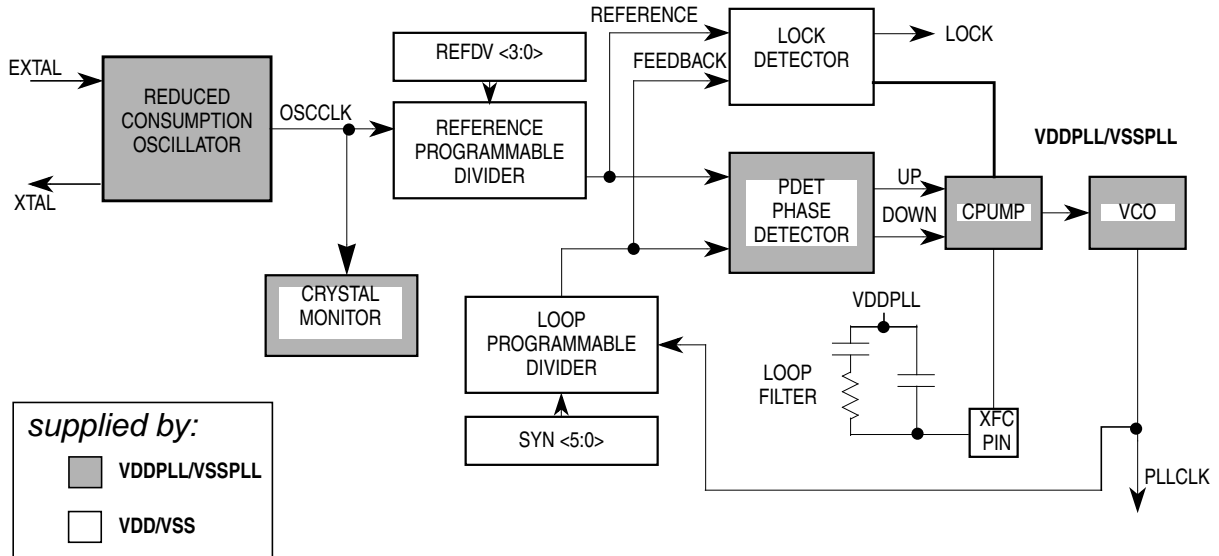 REFERENCE
LOCK
DETECTOR
LOCK
REFDV <3:0>
FEEDBACK
EXTAL
REDUCED
CONSUMPTION
OSCILLATOR
OSCCLK
REFERENCE
PROGRAMMABLE
DIVIDER
VDDPLL/VSSPLL
XTAL
PDET
PHASE
DETECTOR
UP
DOWN
CPUMP
VCO
CRYSTAL
MONITOR
LOOP
PROGRAMMABLE
DIVIDER
VDDPLL
LOOP
FILTER
XFC
PIN
SYN <5:0>
PLLCLK
supplied by:
VDDPLL/VSSPLL
VDD/VSS